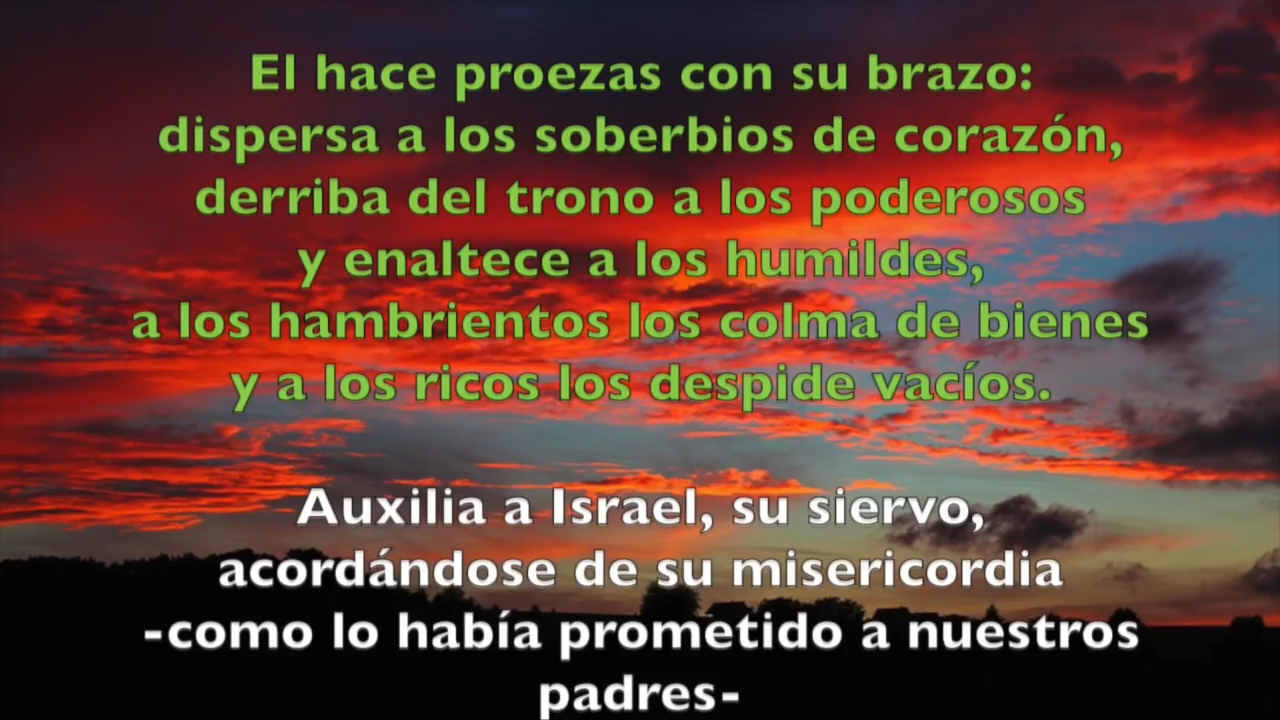 El hace proezas con su brazo:
dispersa a los soberbios de corazón,
derriba del trono a los poderosos
y enaltece a los humildes,
a los hambrientos los colma de bienes
y a los ricos los despide vacíos.
Auxilia a Israel, su siervo,
acordándose de su misericordia
-como lo había prometido a nuestros
padres-